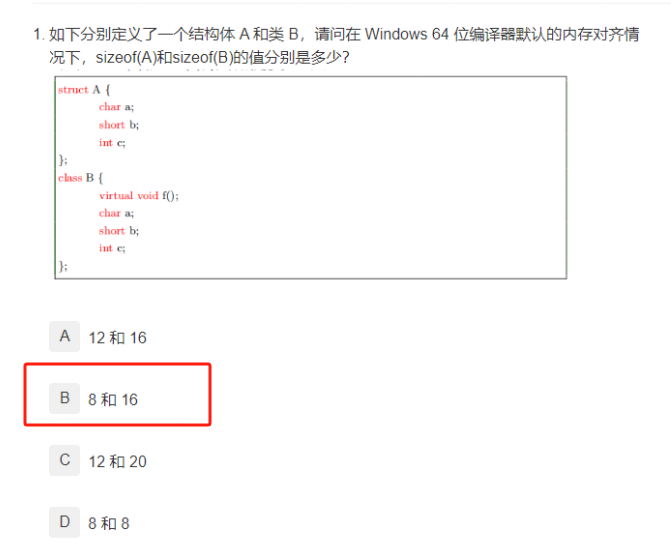 1. 如下分别定义了一个结构体 A 和类 B，请问在 Windows 64 位编译器默认的内存对齐情
况下，sizeof(A)和sizeof(B)的值分别是多少?
struct A {
char a;
short b;
int c;
};
class B {
virtual void f();
char a;
short b;
int c;
};
A 12 和 16
B 8 和 16
C 12 和 20
D 8 和 8